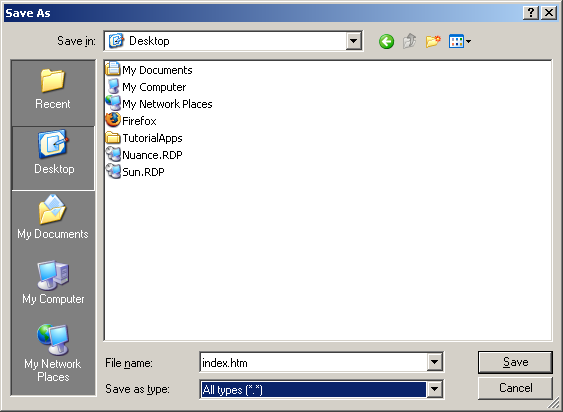 Save As
Save in: Desktop
Recent
Desktop
My Documents
My Computer
My Network
Places
My Documents
My Computer
My Network Places
Firefox
TutorialApps
Nuance.RDP
Sun.RDP
File name: index.htm Save
Save as type: All types (*.*) Cancel